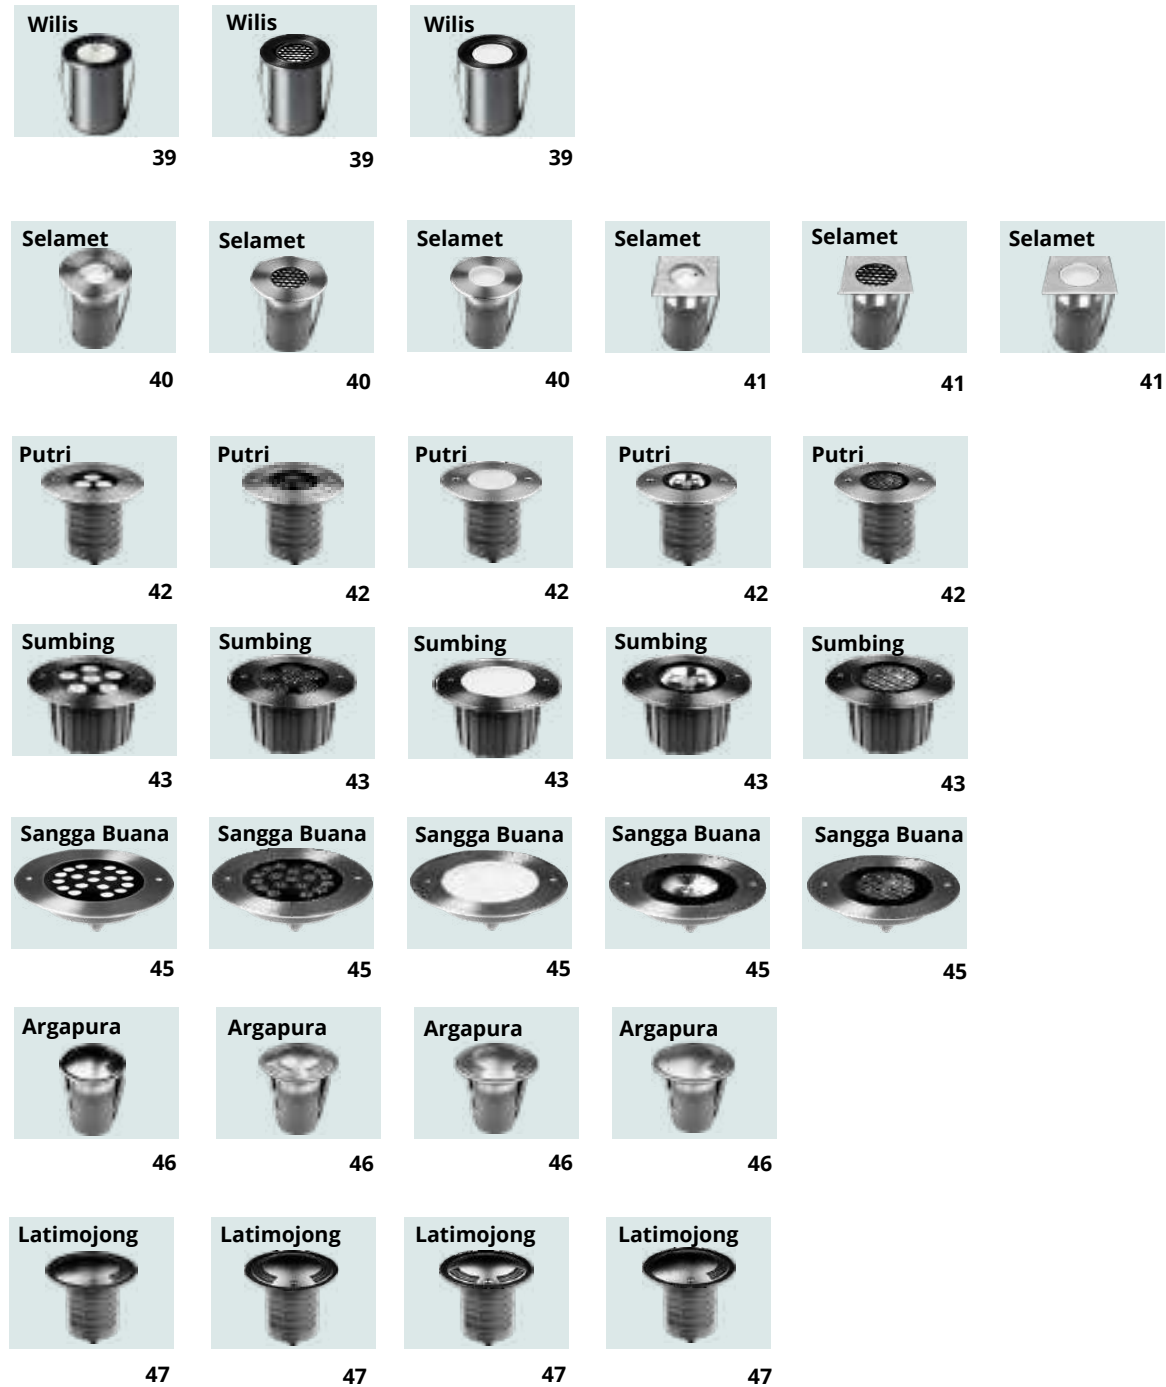 Wilis Wilis Wilis
39 39 39
Selamet Selamet Selamet Selamet Selamet Selamet
40 40 40 41 41 41
Putri Putri Putri Putri Putri
42 42 42 42 42
Sumbing Sumbing Sumbing Sumbing Sumbing
43 43 43 43 43
Sangga Buana Sangga Buana Sangga Buana Sangga Buana Sangga Buana
45 45 45 45 45
Argapura Argapura Argapura Argapura
46 46 46 46
Latimojong Latimojong Latimojong Latimojong
47 47 47 47